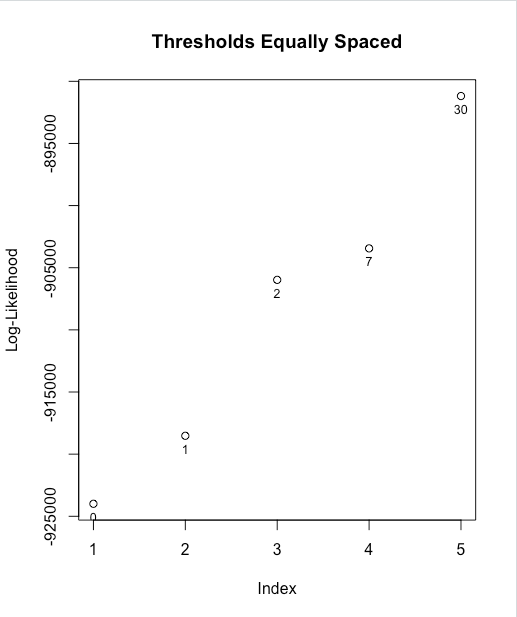 Thresholds Equally Spaced
Log-Likelihood
-895000
-905000
-915000
-925000
30
7
2
1
0
1 2 3 4 5
Index